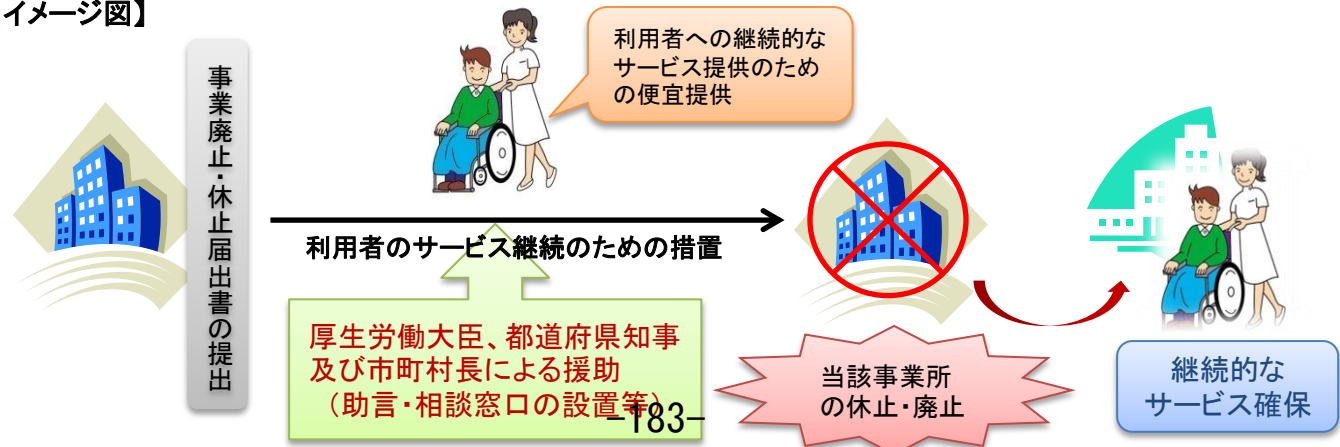 イメージ図】
事業廃止・休止届出書の提出
利用者への継続的な
サービス提供のため
の便宜提供
利用者のサービス継続のための措置
厚生労働大臣、都道府県知事
及び市町村長による援助
（助言・相談窓口の設置等）
-183-
当該事業所
の休止・廃止
継続的な
サービス確保